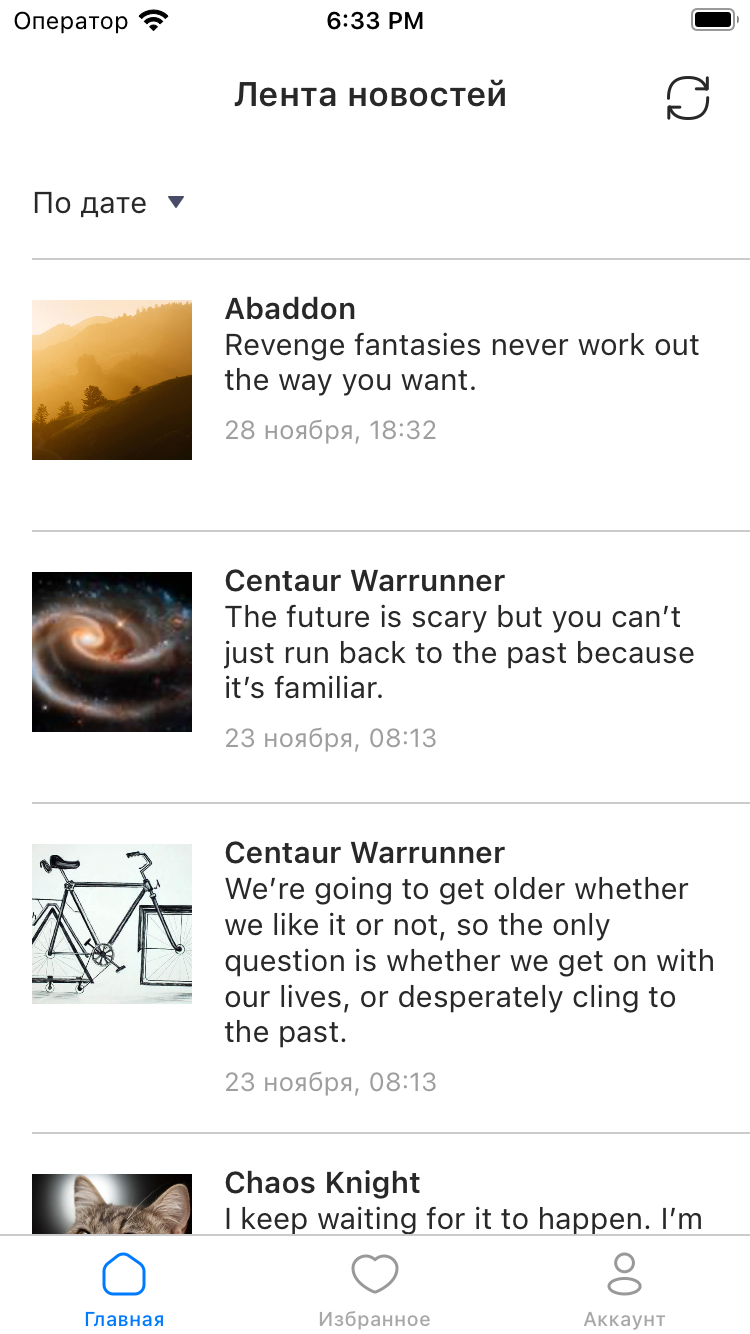 Оператор 6:33 PM
Лента новостей
По дате
Abaddon
Revenge fantasies never work out
the way you want.
28 ноября, 18:32
Centaur Warrunner
The future is scary but you can’t
just run back to the past because
it’s familiar.
23 ноября, 08:13
Centaur Warrunner
We’re going to get older whether
we like it or not, so the only
question is whether we get on with
our lives, or desperately cling to
the past.
23 ноября, 08:13
Chaos Knight
I keep waiting for it to happen. I’m
Главная Избранное Аккаунт